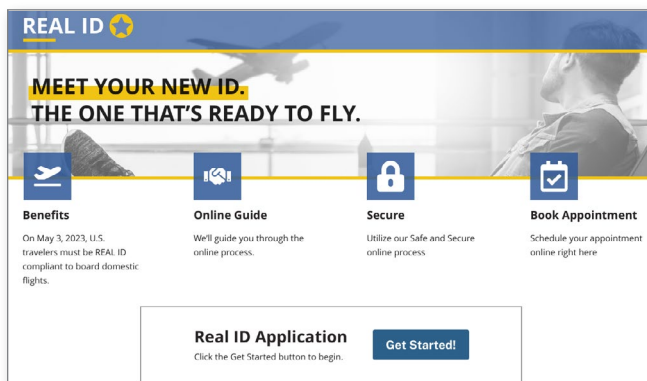 REAL ID
MEET YOUR NEW ID.
THE ONE THAT'S READY TO FLY.
Benefits
On May 3, 2023, U.S.
travelers must be REAL ID
compliant to board domestic
flights.
Online Guide
We'll guide you through the
online process.
Secure
Utilize our Safe and Secure
online process
Book Appointment
Schedule your appointment
online right here
Real ID Application
Click the Get Started button to begin.
Get Started!